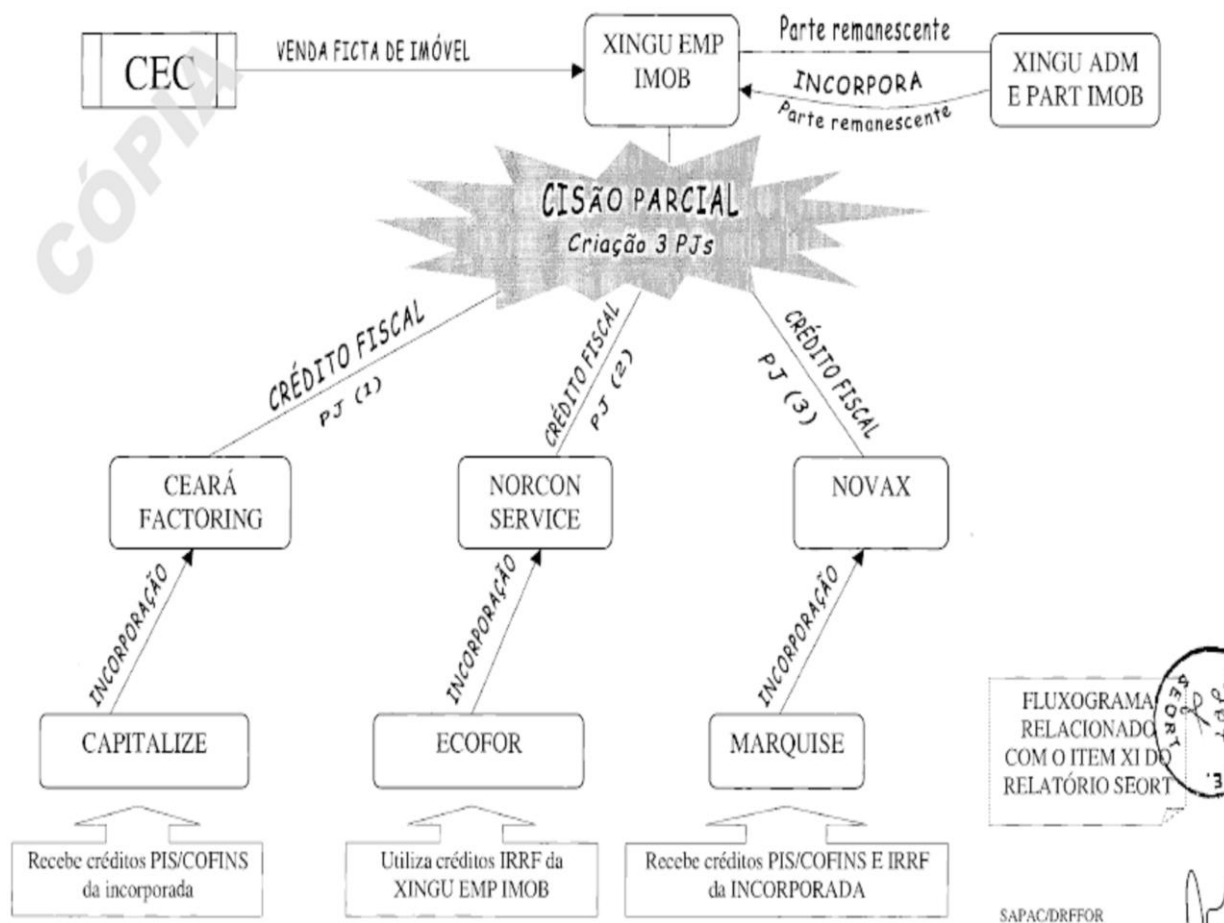 CÓPIA
CEC
VENDA FICTA DE IMÓVEL
XINGU EMP
IMOB
Parte remanescente
INCORPORA
Parte remanescente
XINGU ADM
E PART IMOB
CISÃO PARCIAL
Criação 3 PJs
CRÉDITO FISCAL
PJ (1)
CRÉDITO FISCAL
PJ (2)
CRÉDITO FISCAL
PJ (3)
CEARÁ
FACTORING
NORCON
SERVICE
NOVAX
INCORPORAÇÃO
INCORPORAÇÃO
INCORPORAÇÃO
CAPITALIZE
ECOFOR
MARQUISE
Recebe créditos PIS/COFINS
da incorporada
Utiliza créditos IRRF da
XINGU EMP IMOB
Recebe créditos PIS/COFINS E IRRF
da INCORPORADA
FLUXOGRAMA
RELACIONADO
COM O ITEM XI DO
RELATÓRIO SEORT
SEORT
SAPAC/DRFFOR